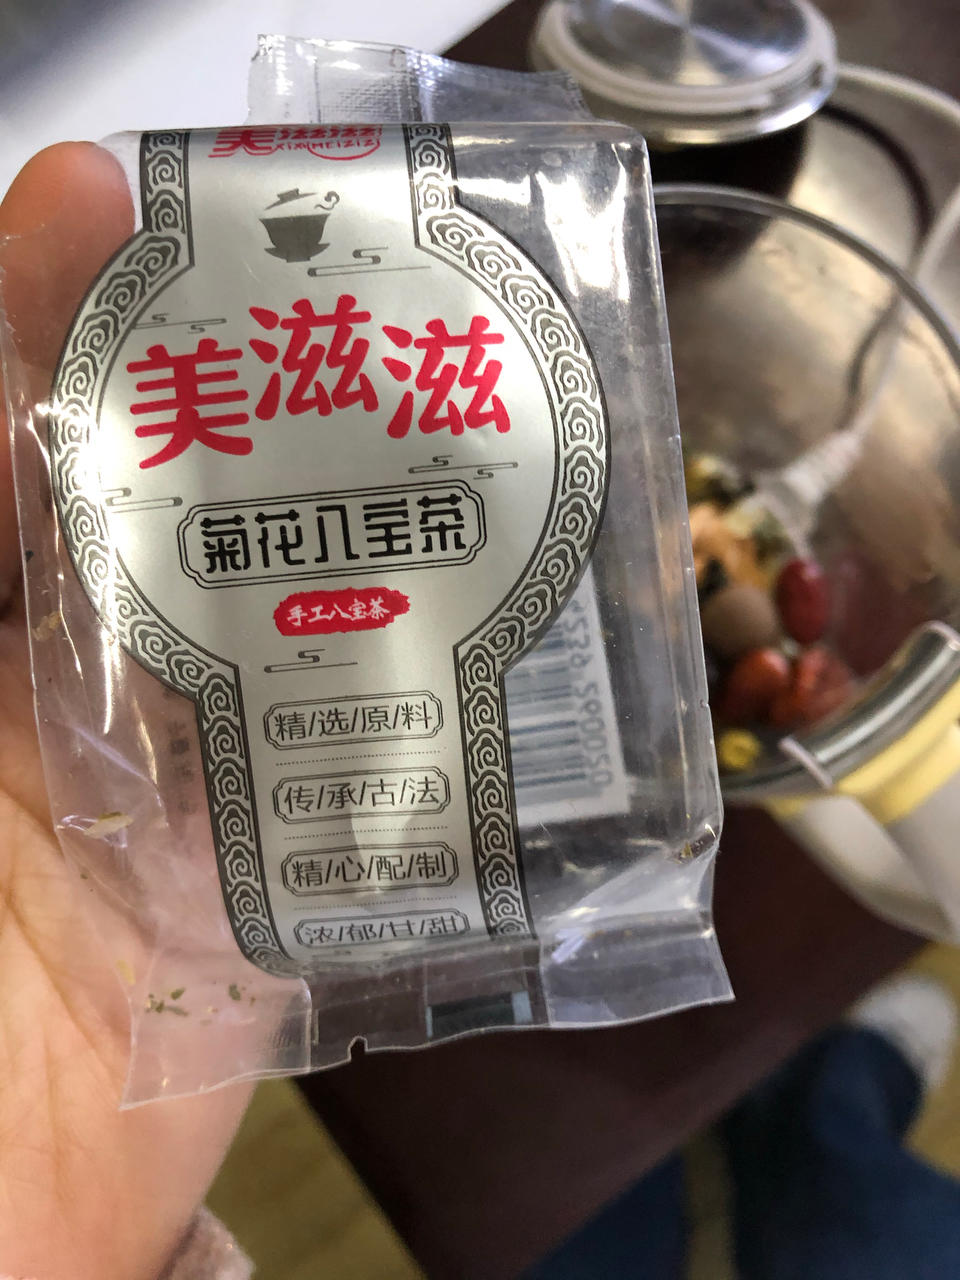 美滋滋
MEIZIZI
美滋滋
菊花八宝茶
手工八宝茶
精/选/原/料
传/承/古/法
精/心/配/制
浓/郁/甘/甜